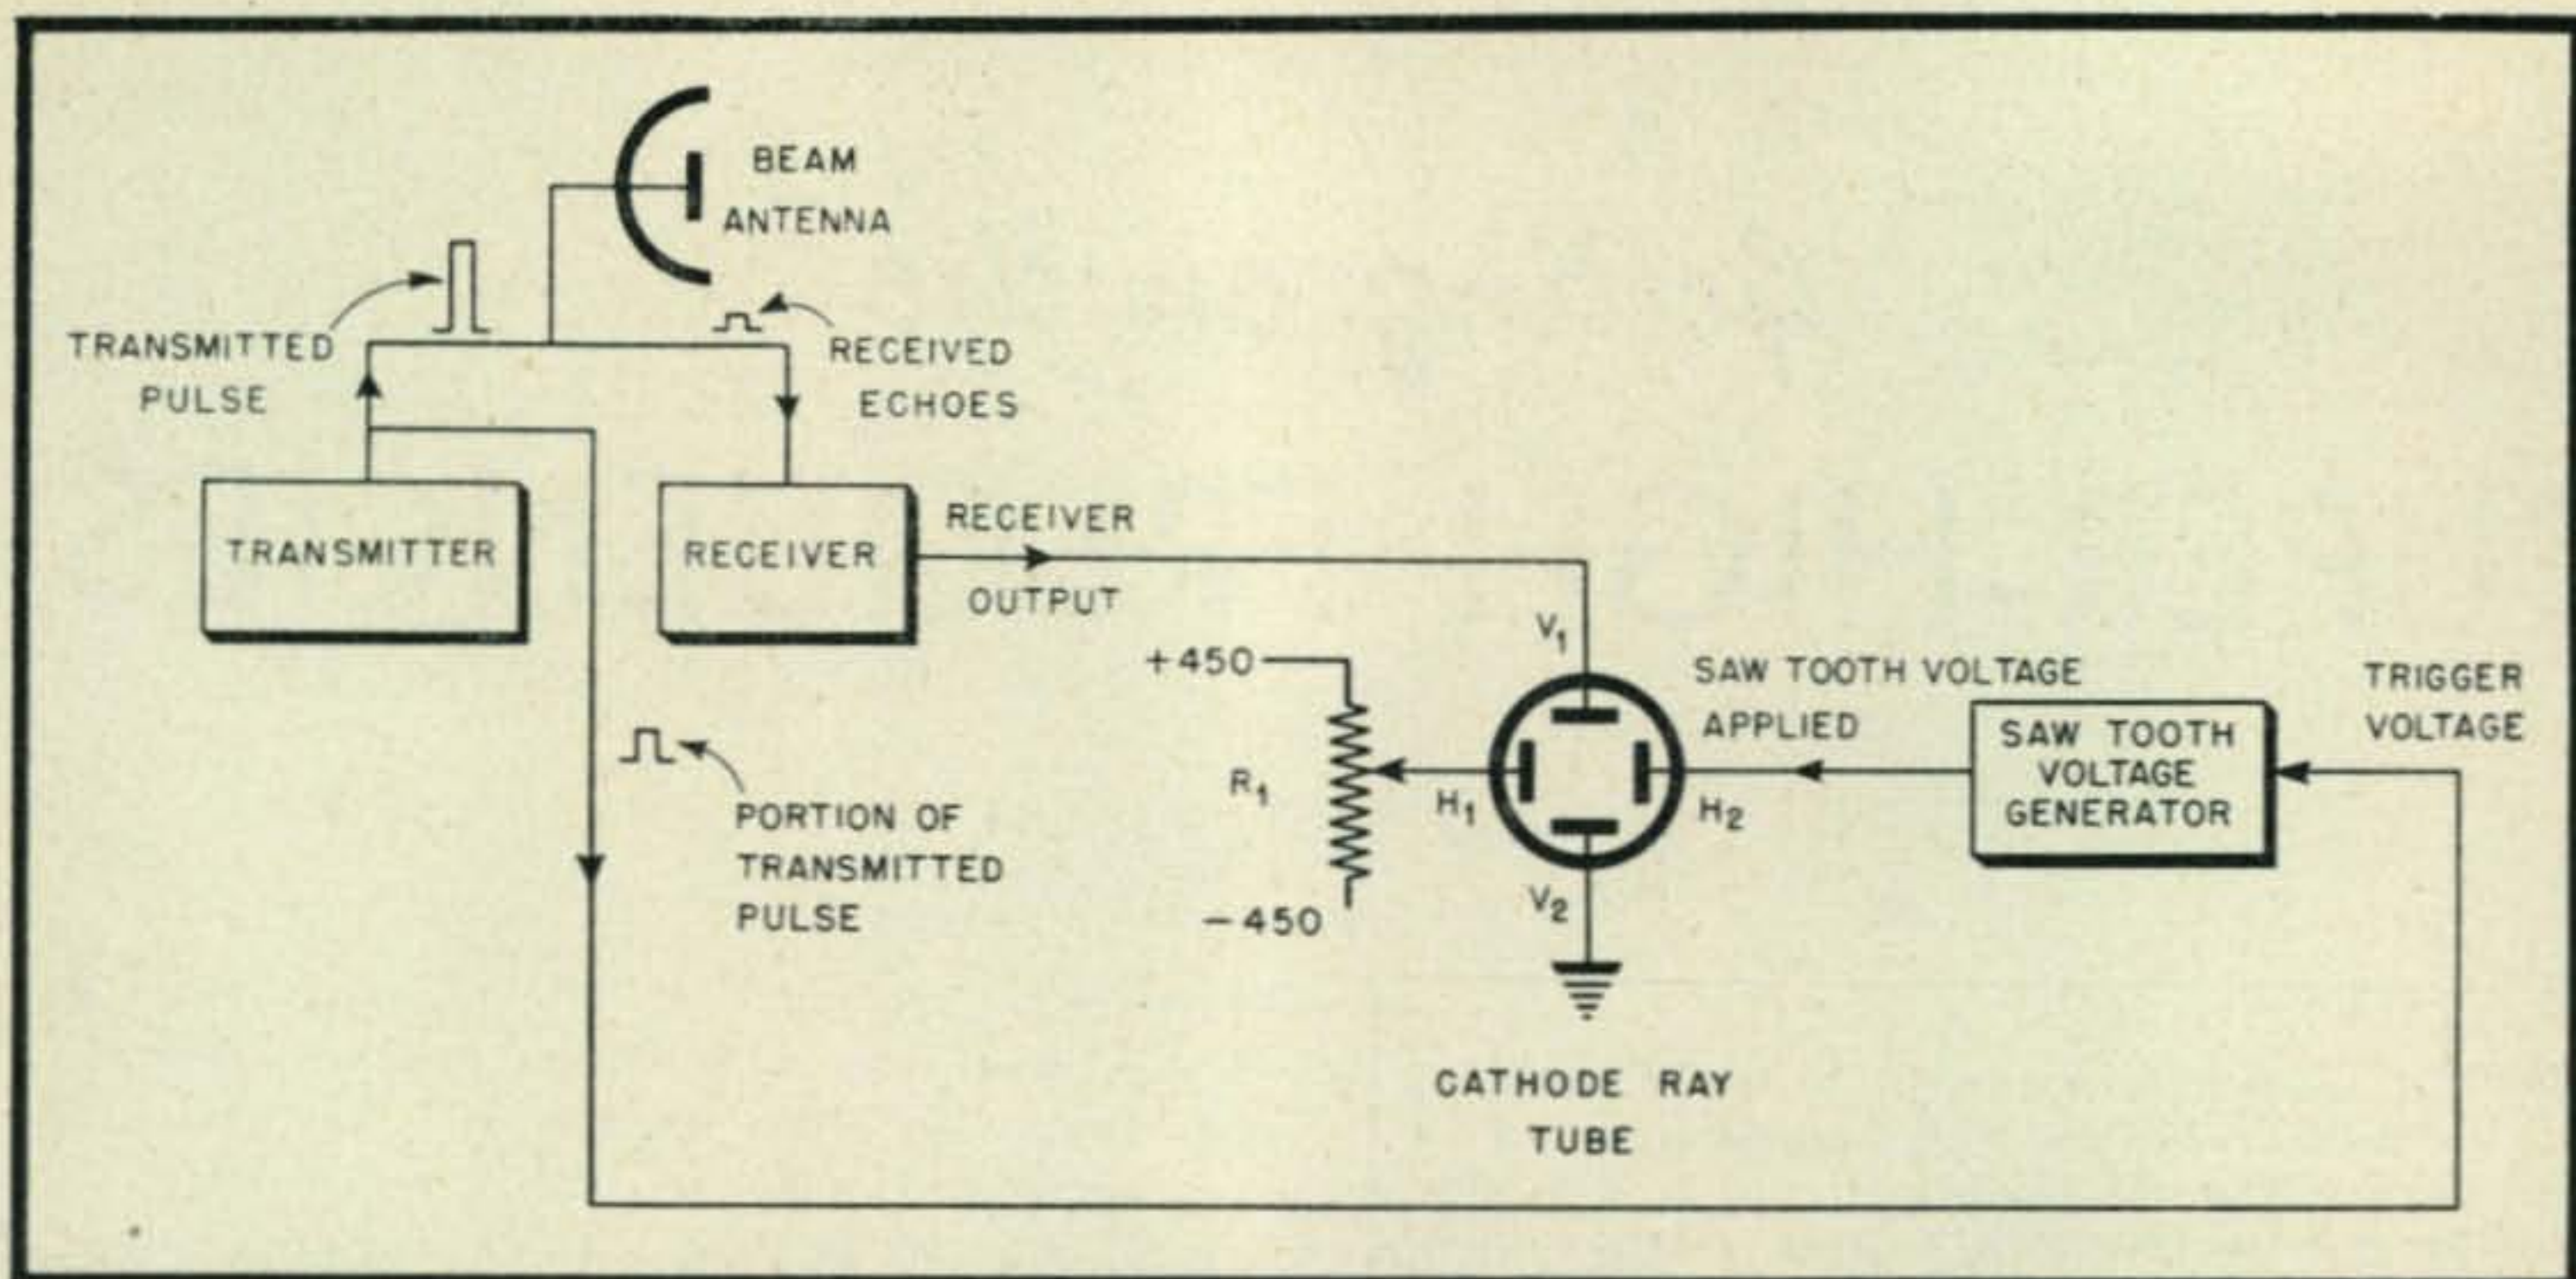 BEAM
ANTENNA
TRANSMITTED
PULSE
RECEIVED
ECHOES
TRANSMITTER
RECEIVER
RECEIVER
OUTPUT
+450
R1
-450
V1
H1
H2
V2
SAW TOOTH VOLTAGE
APPLIED
SAW TOOTH
VOLTAGE
GENERATOR
TRIGGER
VOLTAGE
PORTION OF
TRANSMITTED
PULSE
CATHODE RAY
TUBE